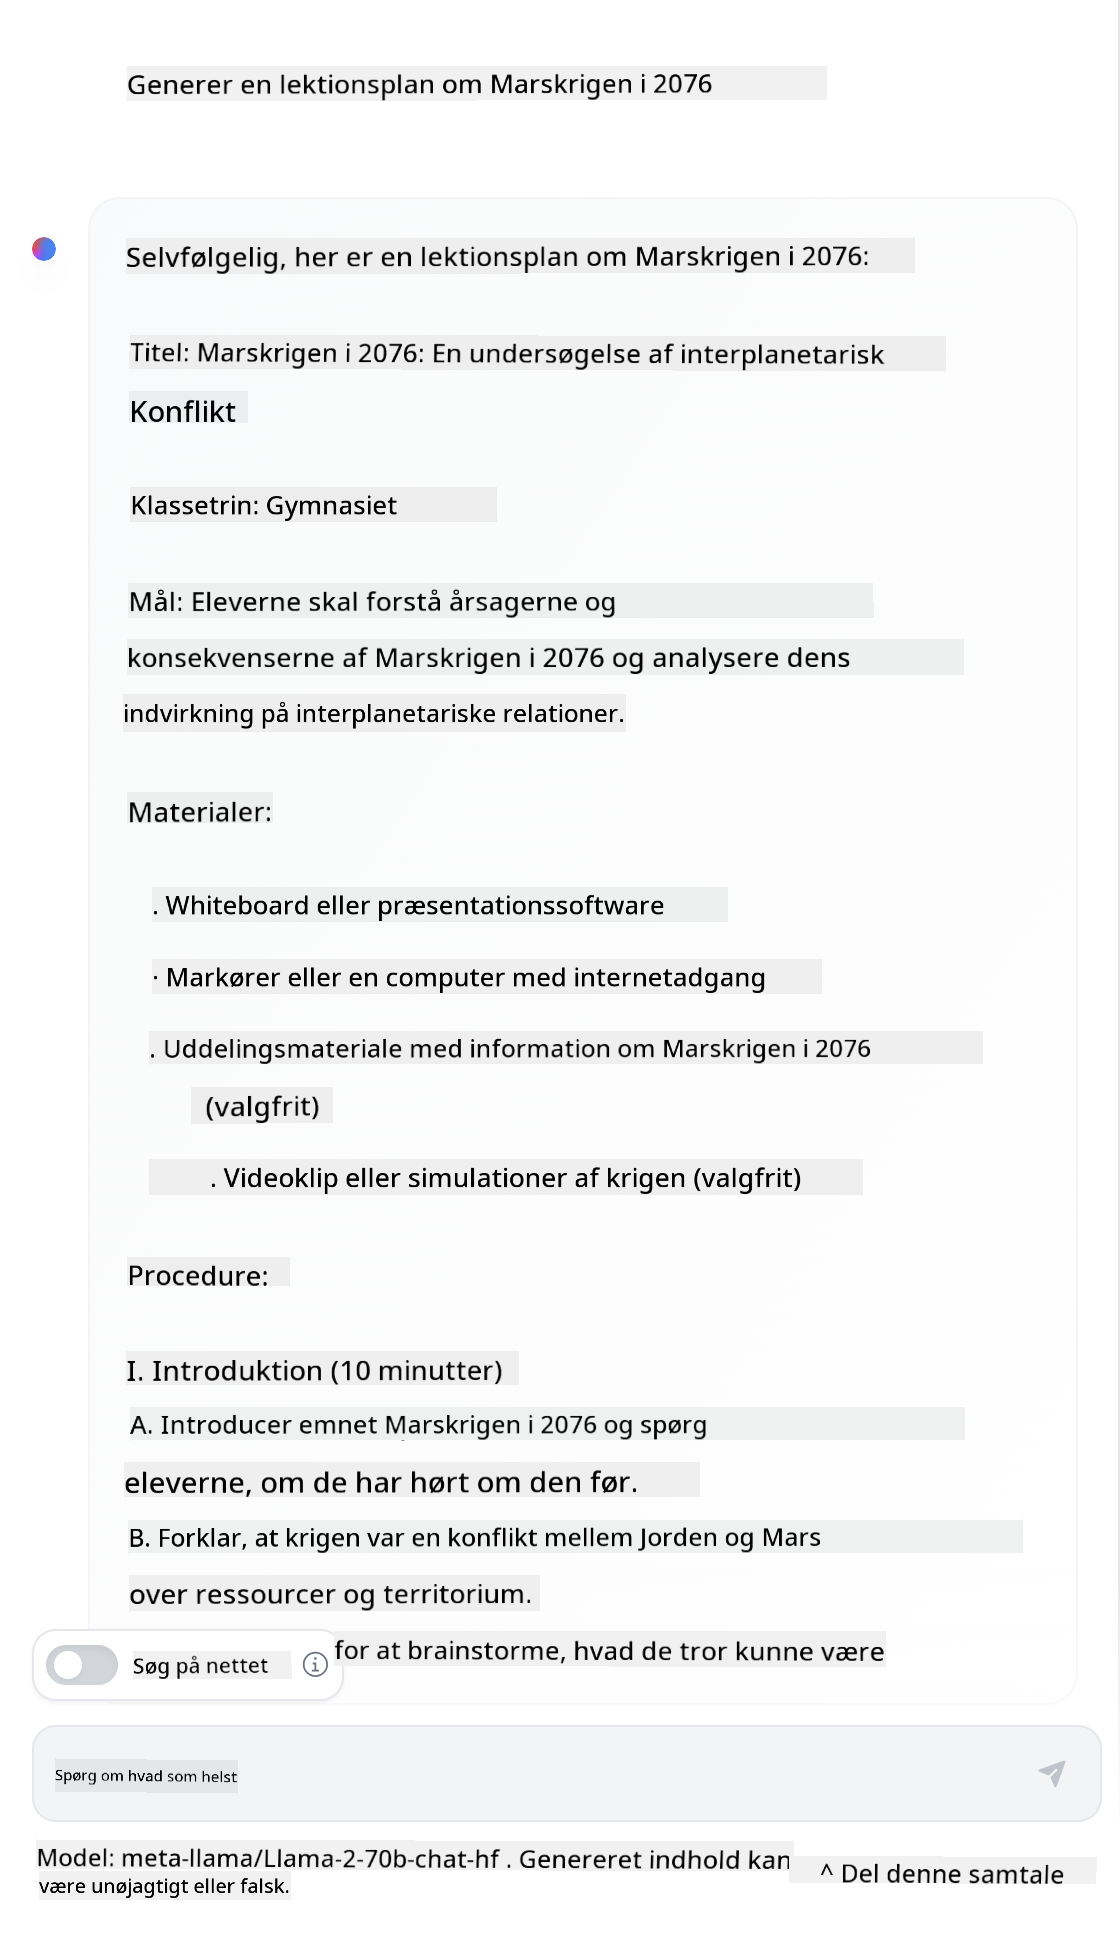 Generer en lektionsplan om Marskrigen i 2076
Selvfølgelig, her er en lektionsplan om Marskrigen i 2076:
Titel: Marskrigen i 2076: En undersøgelse af interplanetarisk
Konflikt
Klassetrin: Gymnasiet
Mål: Eleverne skal forstå årsagerne og
konsekvenserne af Marskrigen i 2076 og analysere dens
indvirkning på interplanetariske relationer.
Materialer:
. Whiteboard eller præsentationssoftware
· Markører eller en computer med internetadgang
. Uddelingsmateriale med information om Marskrigen i 2076
(valgfrit)
. Videoklip eller simulationer af krigen (valgfrit)
Procedure:
I. Introduktion (10 minutter)
A. Introducer emnet Marskrigen i 2076 og spørg
eleverne, om de har hørt om den før.
B. Forklar, at krigen var en konflikt mellem Jorden og Mars
over ressourcer og territorium.
for at brainstorme, hvad de tror kunne være
Søg på nettet
Spørg om hvad som helst
Model: meta-llama/Llama-2-70b-chat-hf . Genereret indhold kan
være unøjagtigt eller falsk.
^ Del denne samtale